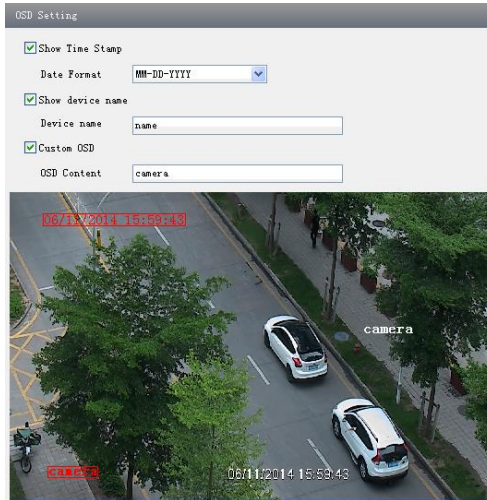 OSD Setting
Show Time Stamp
Date Format MM-DD-YYYY
Show device name
Device name name
Custom OSD
OSD Content camera
06/11/2014 15:59:43
camera
camera
06/11/2014 15:59:43